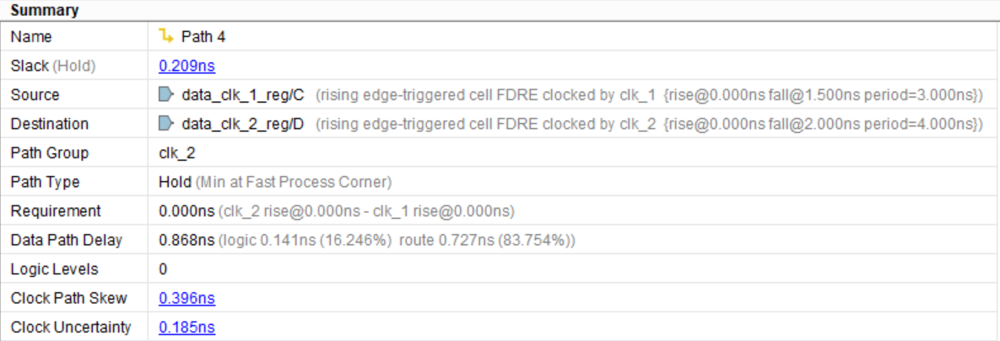 Summary
Name Path 4
Slack (Hold) 0.209ns
Source data_clk_1_reg/C (rising edge-triggered cell FDRE clocked by clk_1 {rise@0.000ns fall@1.500ns period=3.000ns})
Destination data_clk_2_reg/D (rising edge-triggered cell FDRE clocked by clk_2 {rise@0.000ns fall@2.000ns period=4.000ns})
Path Group clk_2
Path Type Hold (Min at Fast Process Corner)
Requirement 0.000ns (clk_2 rise@0.000ns - clk_1 rise@0.000ns)
Data Path Delay 0.868ns (logic 0.141ns (16.246%) route 0.727ns (83.754%))
Logic Levels 0
Clock Path Skew 0.396ns
Clock Uncertainty 0.185ns